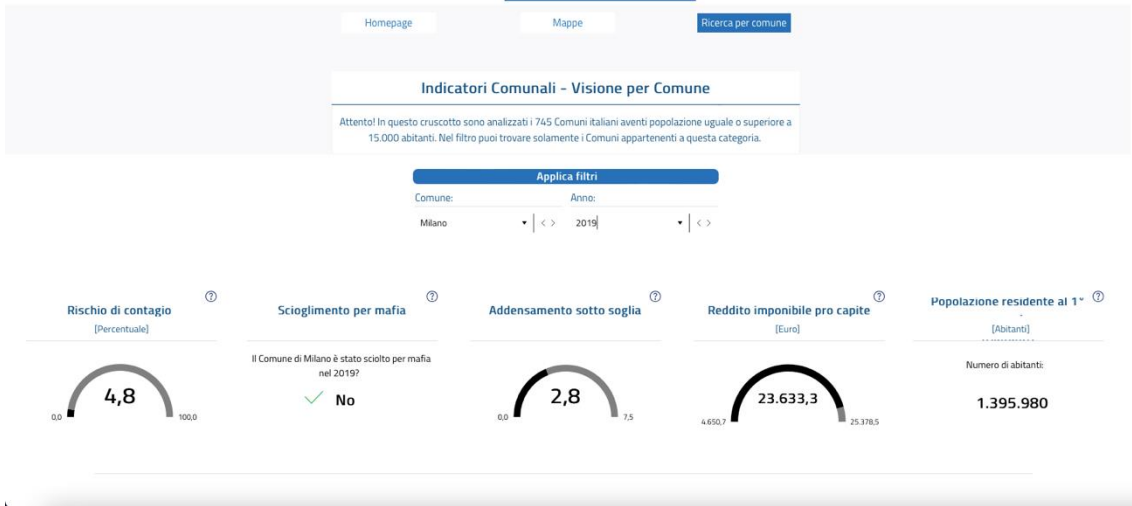 Homepage
Mappe
Ricerca per comune
Indicatori Comunali - Visione per Comune
Attento! In questo cruscotto sono analizzati i 745 Comuni italiani aventi popolazione uguale o superiore a
15.000 abitanti. Nel filtro puoi trovare solamente i Comuni appartenenti a questa categoria.
Applica filtri
Comune:
Anno:
Milano
2019
Rischio di contagio
[Percentuale]
4,8
0,0
100,0
Scioglimento per mafia
Il Comune di Milano è stato sciolto per mafia
nel 2019?
No
Addensamento sotto soglia
2,8
0,0
7,5
Reddito imponibile pro capite
[Euro]
23.633,3
4.650,7
25.378,5
Popolazione residente al 1°
[Abitanti]
Numero di abitanti:
1.395.980